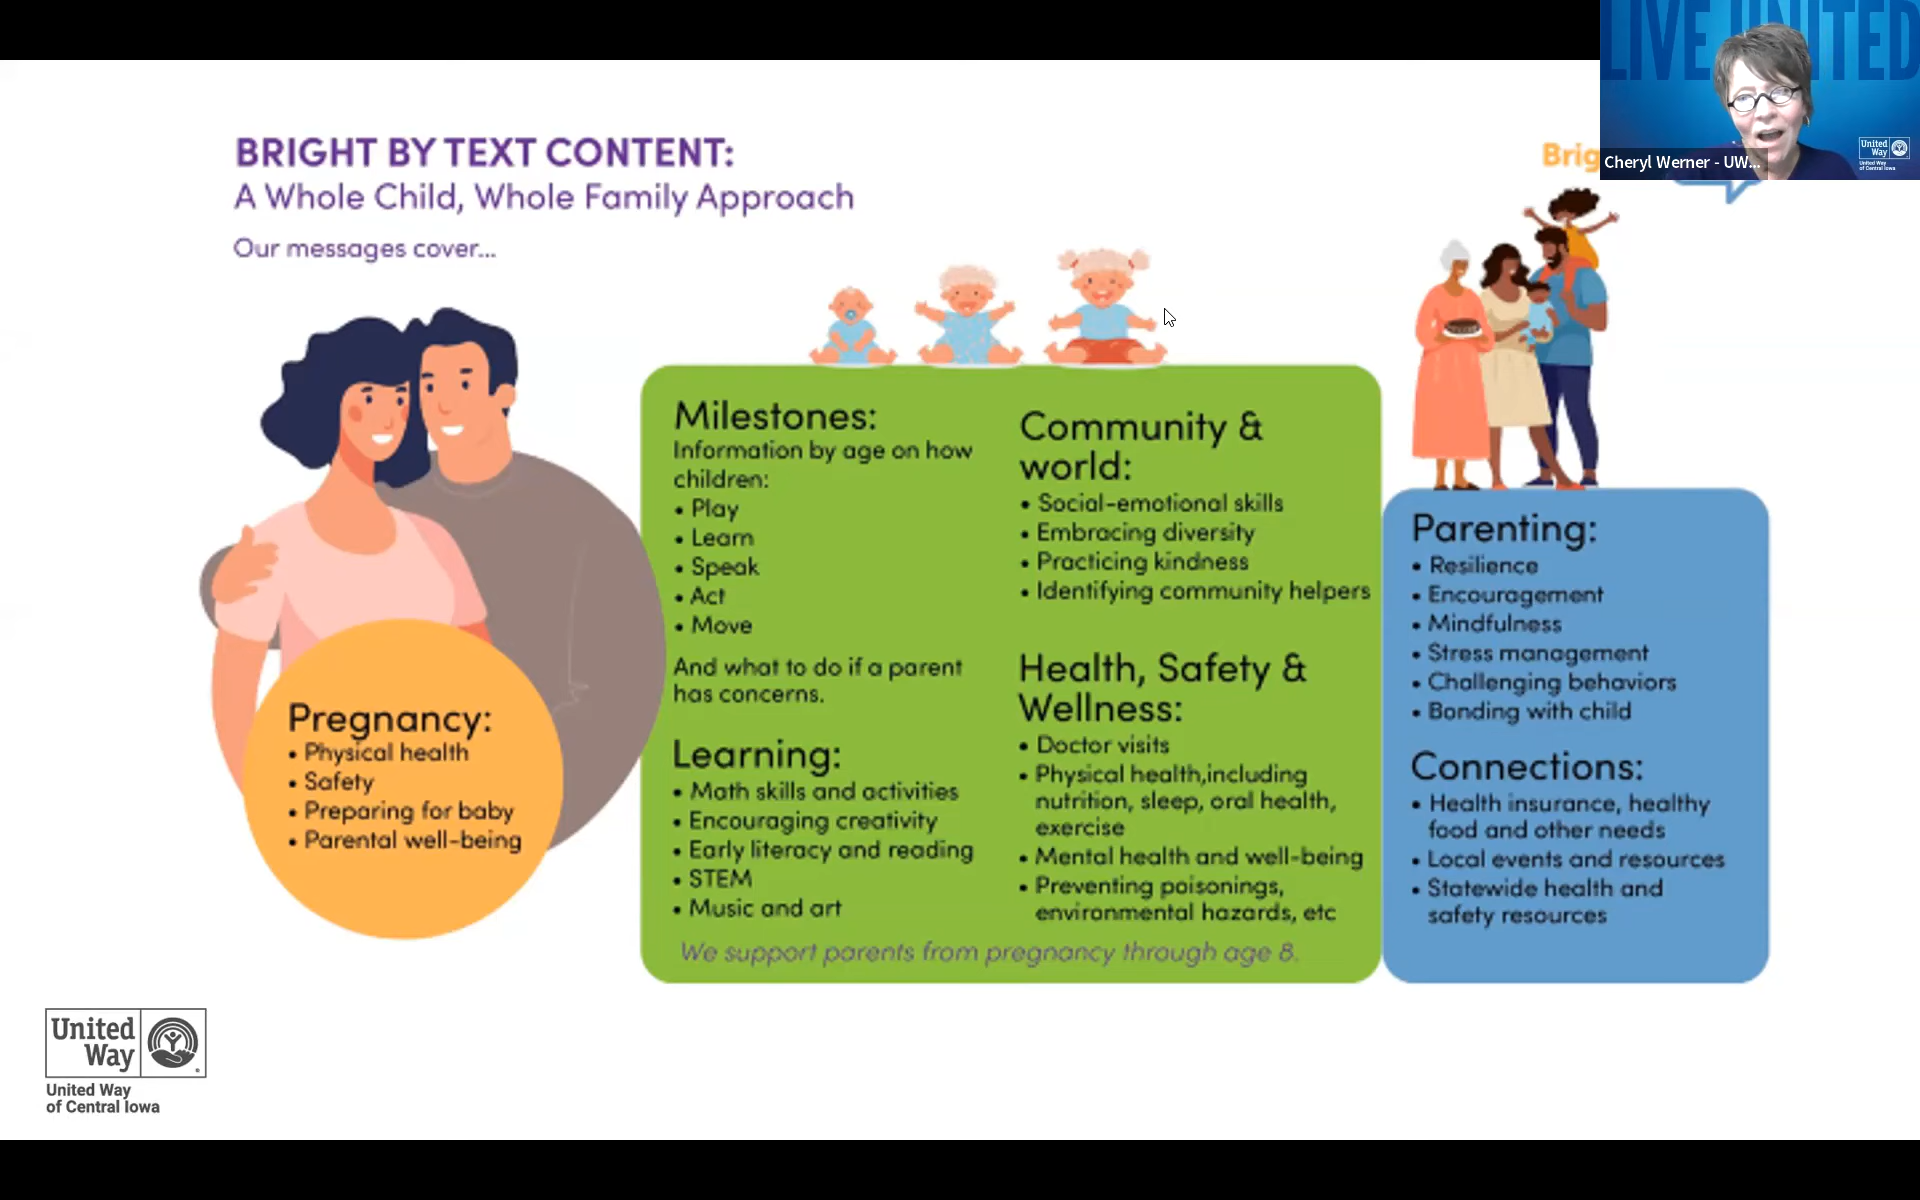 LIVE UNITED
United
Way
United Way
of Central Iowa
Cheryl Werner - UW...
Brig
BRIGHT BY TEXT CONTENT:
A Whole Child, Whole Family Approach
Our messages cover...
Pregnancy:
• Physical health
• Safety
• Preparing for baby
• Parental well-being
Milestones:
Information by age on how
children:
• Play
• Learn
• Speak
• Act
• Move
And what to do if a parent
has concerns.
Learning:
• Math skills and activities
• Encouraging creativity
• Early literacy and reading
• STEM
• Music and art
Community &
world:
• Social-emotional skills
• Embracing diversity
• Practicing kindness
• Identifying community helpers
Health, Safety &
Wellness:
• Doctor visits
• Physical health,including
nutrition, sleep, oral health,
exercise
• Mental health and well-being
• Preventing poisonings,
environmental hazards, etc
We support parents from pregnancy through age 8.
Parenting:
• Resilience
• Encouragement
• Mindfulness
• Stress management
• Challenging behaviors
• Bonding with child
Connections:
• Health insurance, healthy
food and other needs
• Local events and resources
• Statewide health and
safety resources
United
Way
United Way
of Central Iowa